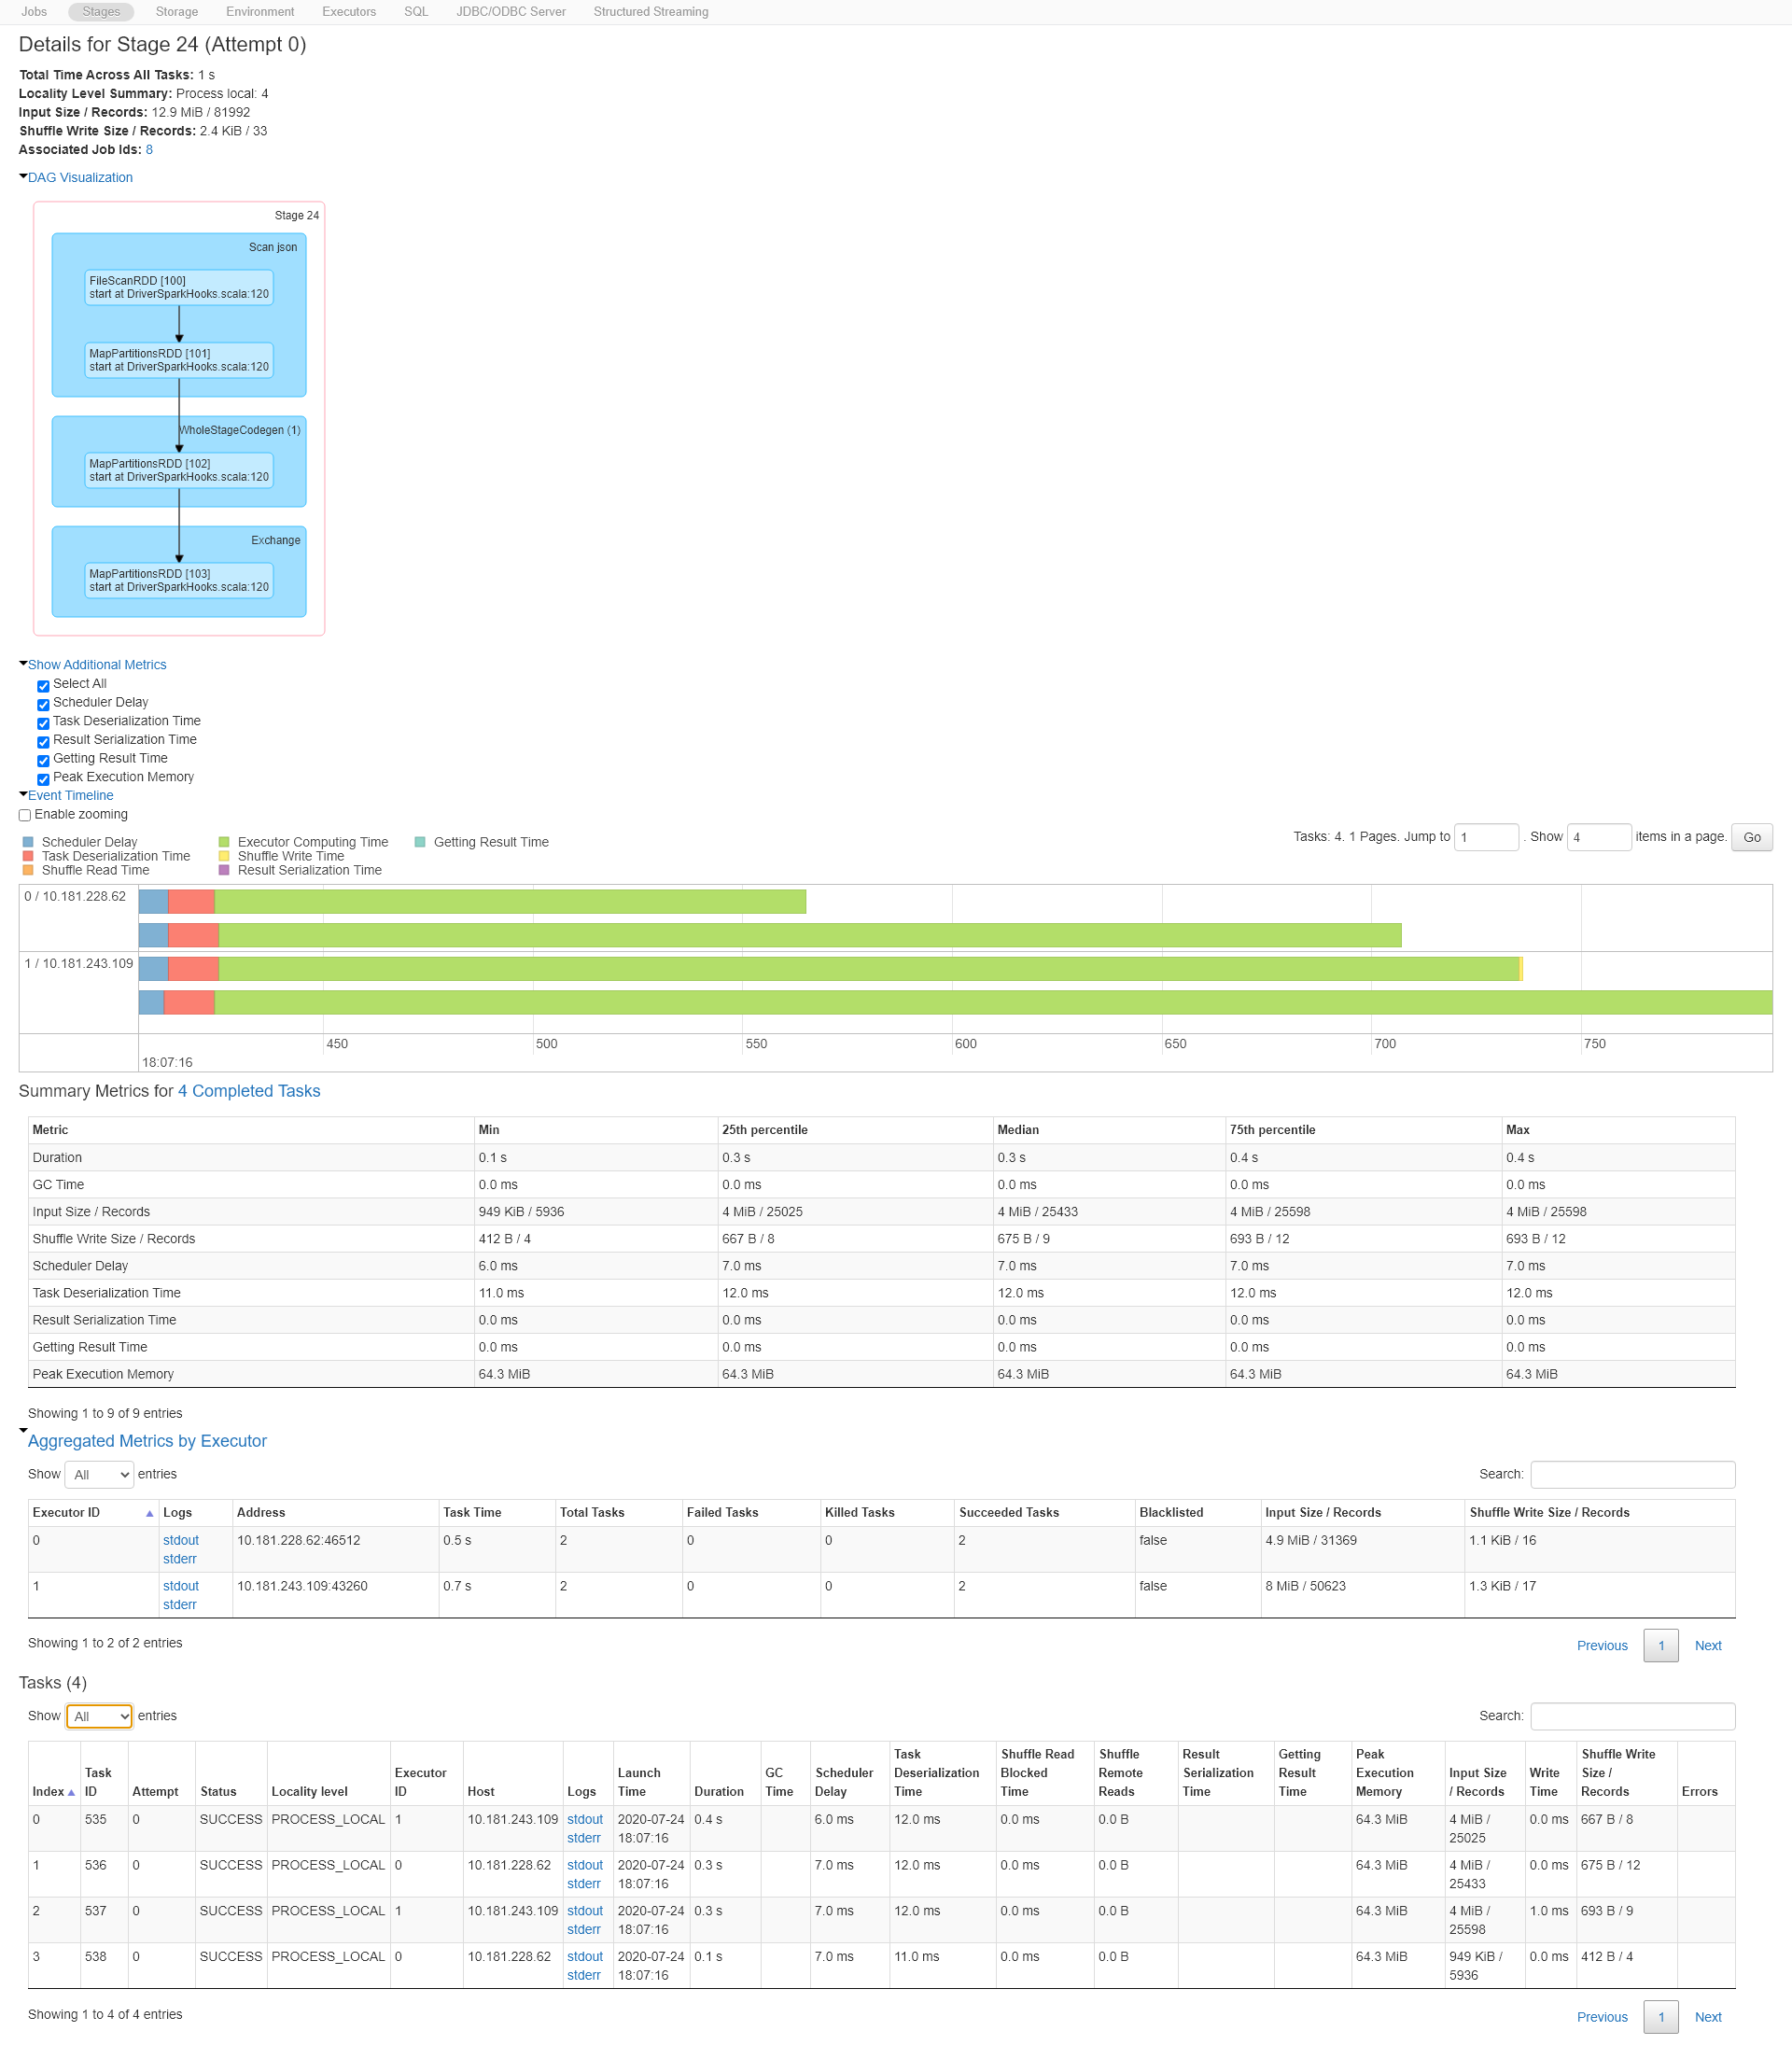 Jobs Stages Storage Environment Executors SQL JDBC/ODBC Server Structured Streaming
Details for Stage 24 (Attempt 0)
Total Time Across All Tasks: 1 s
Locality Level Summary: Process local: 4
Input Size / Records: 12.9 MiB / 81992
Shuffle Write Size / Records: 2.4 KiB / 33
Associated Job Ids: 8
DAG Visualization
Stage 24
Scan json
FileScanRDD [100]
start at DriverSparkHooks.scala:120
MapPartitionsRDD [101]
start at DriverSparkHooks.scala:120
WholeStageCodegen (1)
MapPartitionsRDD [102]
start at DriverSparkHooks.scala:120
Exchange
MapPartitionsRDD [103]
start at DriverSparkHooks.scala:120
Show Additional Metrics
Select All
Scheduler Delay
Task Deserialization Time
Result Serialization Time
Getting Result Time
Peak Execution Memory
Event Timeline
Enable zooming
Tasks: 4. 1 Pages. Jump to 1 . Show 4 items in a page. Go
Scheduler Delay Executor Computing Time Getting Result Time
Task Deserialization Time Shuffle Write Time
Shuffle Read Time Result Serialization Time
0 / 10.181.228.62
1 / 10.181.243.109
450 500 550 600 650 700 750
18:07:16
Summary Metrics for 4 Completed Tasks
Metric Min 25th percentile Median 75th percentile Max
Duration 0.1 s 0.3 s 0.3 s 0.4 s 0.4 s
GC Time 0.0 ms 0.0 ms 0.0 ms 0.0 ms 0.0 ms
Input Size / Records 949 KiB / 5936 4 MiB / 25025 4 MiB / 25433 4 MiB / 25598 4 MiB / 25598
Shuffle Write Size / Records 412 B / 4 667 B / 8 675 B / 9 693 B / 12 693 B / 12
Scheduler Delay 6.0 ms 7.0 ms 7.0 ms 7.0 ms 7.0 ms
Task Deserialization Time 11.0 ms 12.0 ms 12.0 ms 12.0 ms 12.0 ms
Result Serialization Time 0.0 ms 0.0 ms 0.0 ms 0.0 ms 0.0 ms
Getting Result Time 0.0 ms 0.0 ms 0.0 ms 0.0 ms 0.0 ms
Peak Execution Memory 64.3 MiB 64.3 MiB 64.3 MiB 64.3 MiB 64.3 MiB
Showing 1 to 9 of 9 entries
Aggregated Metrics by Executor
Show All entries Search:
Executor ID Logs Address Task Time Total Tasks Failed Tasks Killed Tasks Succeeded Tasks Blacklisted Input Size / Records Shuffle Write Size / Records
0 stdout 10.181.228.62:46512 0.5 s 2 0 0 2 false 4.9 MiB / 31369 1.1 KiB / 16
stderr
1 stdout 10.181.243.109:43260 0.7 s 2 0 0 2 false 8 MiB / 50623 1.3 KiB / 17
stderr
Showing 1 to 2 of 2 entries Previous 1 Next
Tasks (4)
Show All entries Search:
Task Executor Launch GC Scheduler Task Shuffle Read Shuffle Result Getting Peak Shuffle Write
Deserialization Blocked Remote Serialization Result Execution Input Size Write Size /
Index ID Attempt Status Locality level ID Host Logs Time Duration Time Delay Time Time Reads Time Time Memory / Records Time Records Errors
0 535 0 SUCCESS PROCESS_LOCAL 1 10.181.243.109 stdout 2020-07-24 0.4 s 6.0 ms 12.0 ms 0.0 ms 0.0 B 64.3 MiB 4 MiB / 0.0 ms 667 B / 8
stderr 18:07:16 25025
1 536 0 SUCCESS PROCESS_LOCAL 0 10.181.228.62 stdout 2020-07-24 0.3 s 7.0 ms 12.0 ms 0.0 ms 0.0 B 64.3 MiB 4 MiB / 0.0 ms 675 B / 12
stderr 18:07:16 25433
2 537 0 SUCCESS PROCESS_LOCAL 1 10.181.243.109 stdout 2020-07-24 0.3 s 7.0 ms 12.0 ms 0.0 ms 0.0 B 64.3 MiB 4 MiB / 1.0 ms 693 B / 9
stderr 18:07:16 25598
3 538 0 SUCCESS PROCESS_LOCAL 0 10.181.228.62 stdout 2020-07-24 0.1 s 7.0 ms 11.0 ms 0.0 ms 0.0 B 64.3 MiB 949 KiB / 0.0 ms 412 B / 4
stderr 18:07:16 5936
Showing 1 to 4 of 4 entries Previous 1 Next